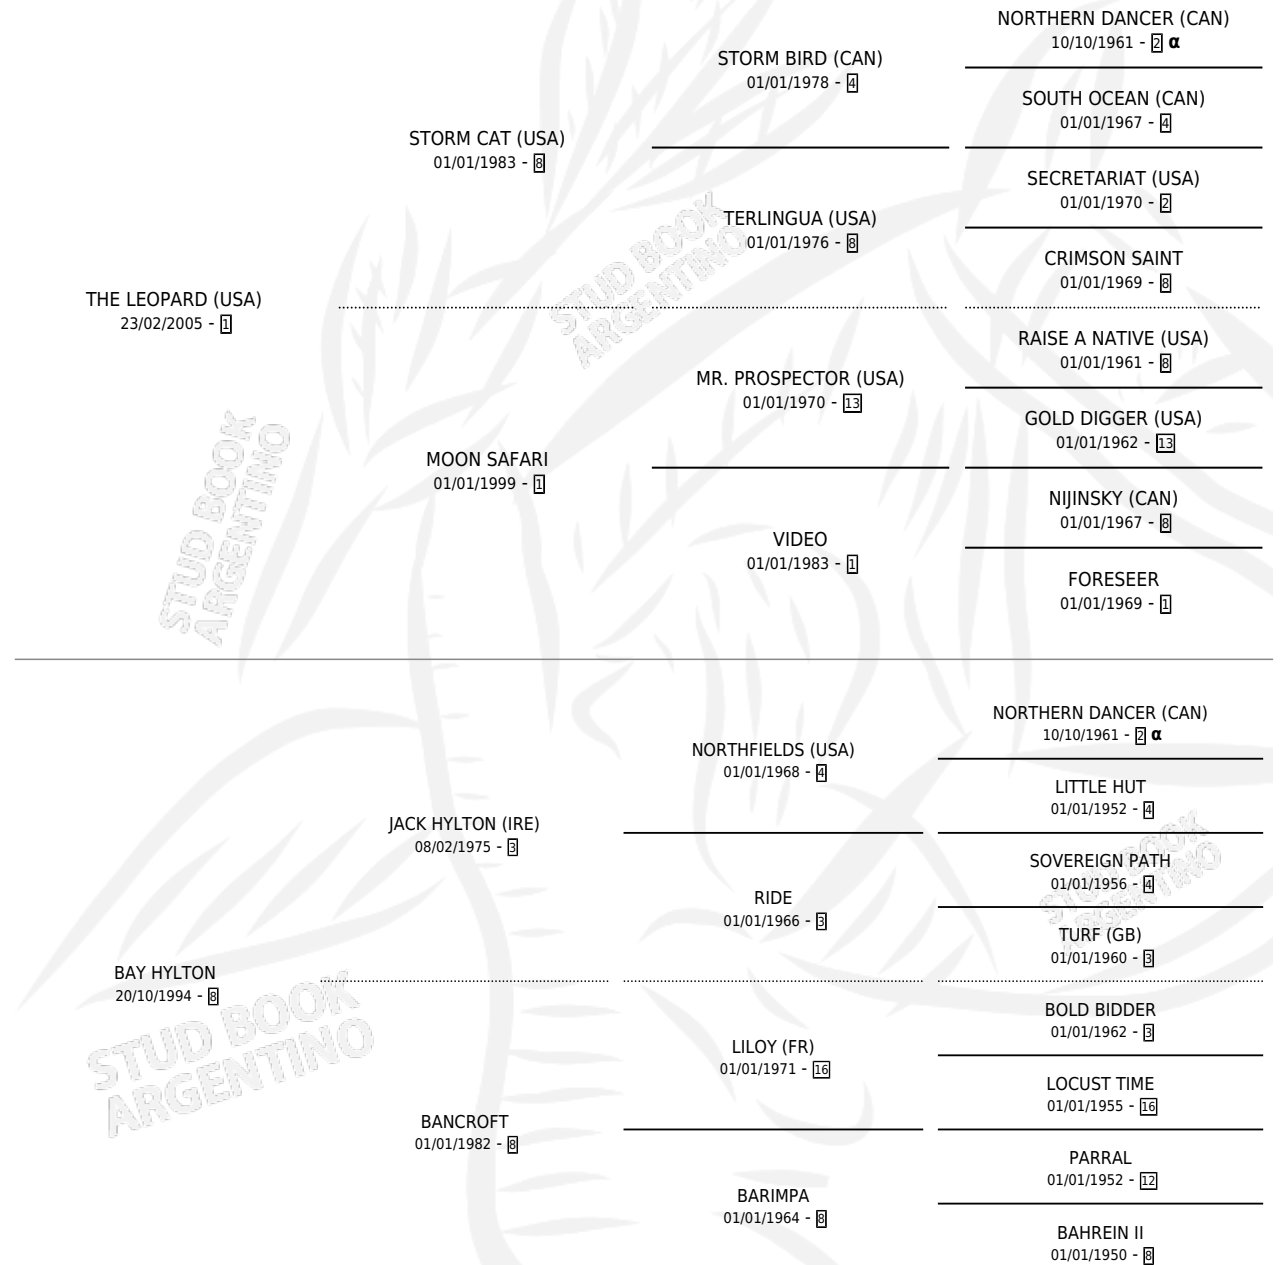 NORTHERN DANCER (CAN)
10/10/1961 - 2 α
STORM BIRD (CAN)
01/01/1978 - 4
SOUTH OCEAN (CAN)
01/01/1967 - 4
STORM CAT (USA)
01/01/1983 - 8
SECRETARIAT (USA)
01/01/1970 - 2
TERLINGUA (USA)
01/01/1976 - 8
CRIMSON SAINT
01/01/1969 - 8
THE LEOPARD (USA)
23/02/2005 - 1
RAISE A NATIVE (USA)
01/01/1961 - 8
MR. PROSPECTOR (USA)
01/01/1970 - 13
GOLD DIGGER (USA)
01/01/1962 - 13
MOON SAFARI
01/01/1999 - 1
NIJINSKY (CAN)
01/01/1967 - 8
VIDEO
01/01/1983 - 1
FORESEER
01/01/1969 - 1
NORTHERN DANCER (CAN)
10/10/1961 - 2 α
NORTHFIELDS (USA)
01/01/1968 - 4
LITTLE HUT
01/01/1952 - 4
JACK HYLTON (IRE)
08/02/1975 - 3
SOVEREIGN PATH
01/01/1956 - 4
RIDE
01/01/1966 - 3
TURF (GB)
01/01/1960 - 3
BAY HYLTON
20/10/1994 - 8
BOLD BIDDER
01/01/1962 - 3
LILOY (FR)
01/01/1971 - 16
LOCUST TIME
01/01/1955 - 16
BANCROFT
01/01/1982 - 8
PARRAL
01/01/1952 - 12
BARIMPA
01/01/1964 - 8
BAHREIN II
01/01/1950 - 8
STUD BOOK
ARGENTINO
STUD BOOK
ARGENTINO
STUD BOOK
ARGENTINO
STUD BOOK
ARGENTINO